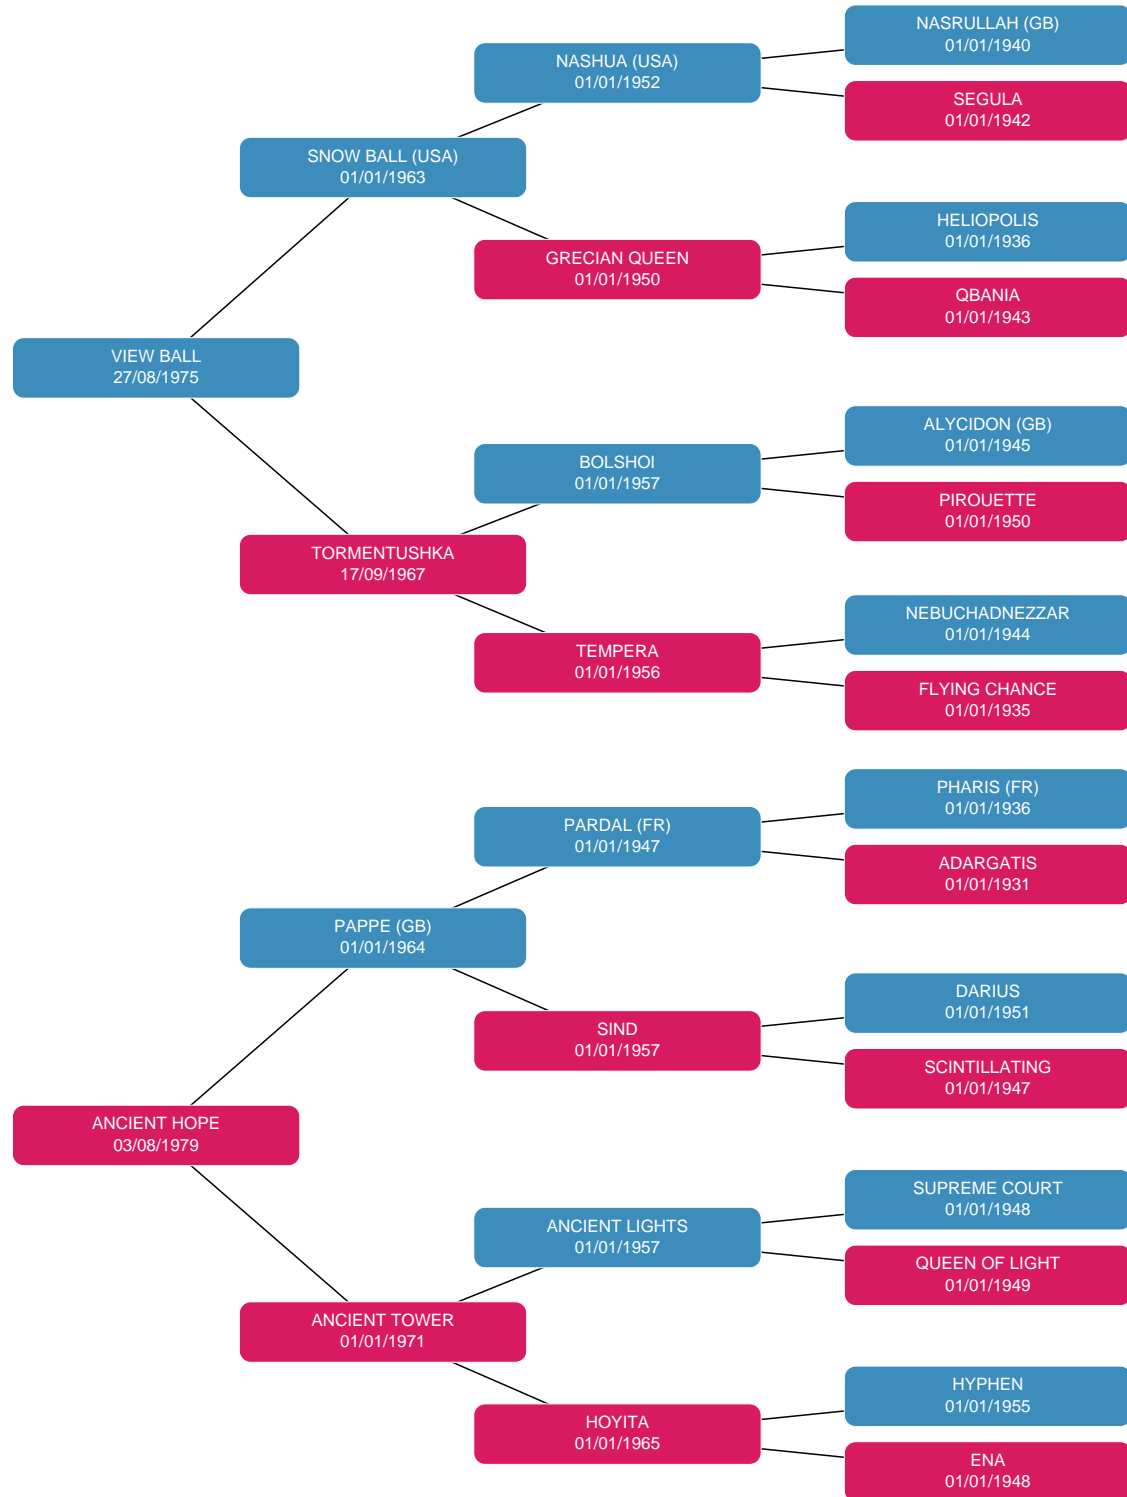 NASRULLAH (GB)
01/01/1940
NASHUA (USA)
01/01/1952
SEGULA
01/01/1942
SNOW BALL (USA)
01/01/1963
HELIOPOLIS
01/01/1936
GRECIAN QUEEN
01/01/1950
QBANIA
01/01/1943
VIEW BALL
27/08/1975
ALYCIDON (GB)
01/01/1945
BOLSHOI
01/01/1957
PIROUETTE
01/01/1950
TORMENTUSHKA
17/09/1967
NEBUCHADNEZZAR
01/01/1944
TEMPERA
01/01/1956
FLYING CHANCE
01/01/1935
PHARIS (FR)
01/01/1936
PARDAL (FR)
01/01/1947
ADARGATIS
01/01/1931
PAPPE (GB)
01/01/1964
DARIUS
01/01/1951
SIND
01/01/1957
SCINTILLATING
01/01/1947
ANCIENT HOPE
03/08/1979
SUPREME COURT
01/01/1948
ANCIENT LIGHTS
01/01/1957
QUEEN OF LIGHT
01/01/1949
ANCIENT TOWER
01/01/1971
HYPHEN
01/01/1955
HOYITA
01/01/1965
ENA
01/01/1948